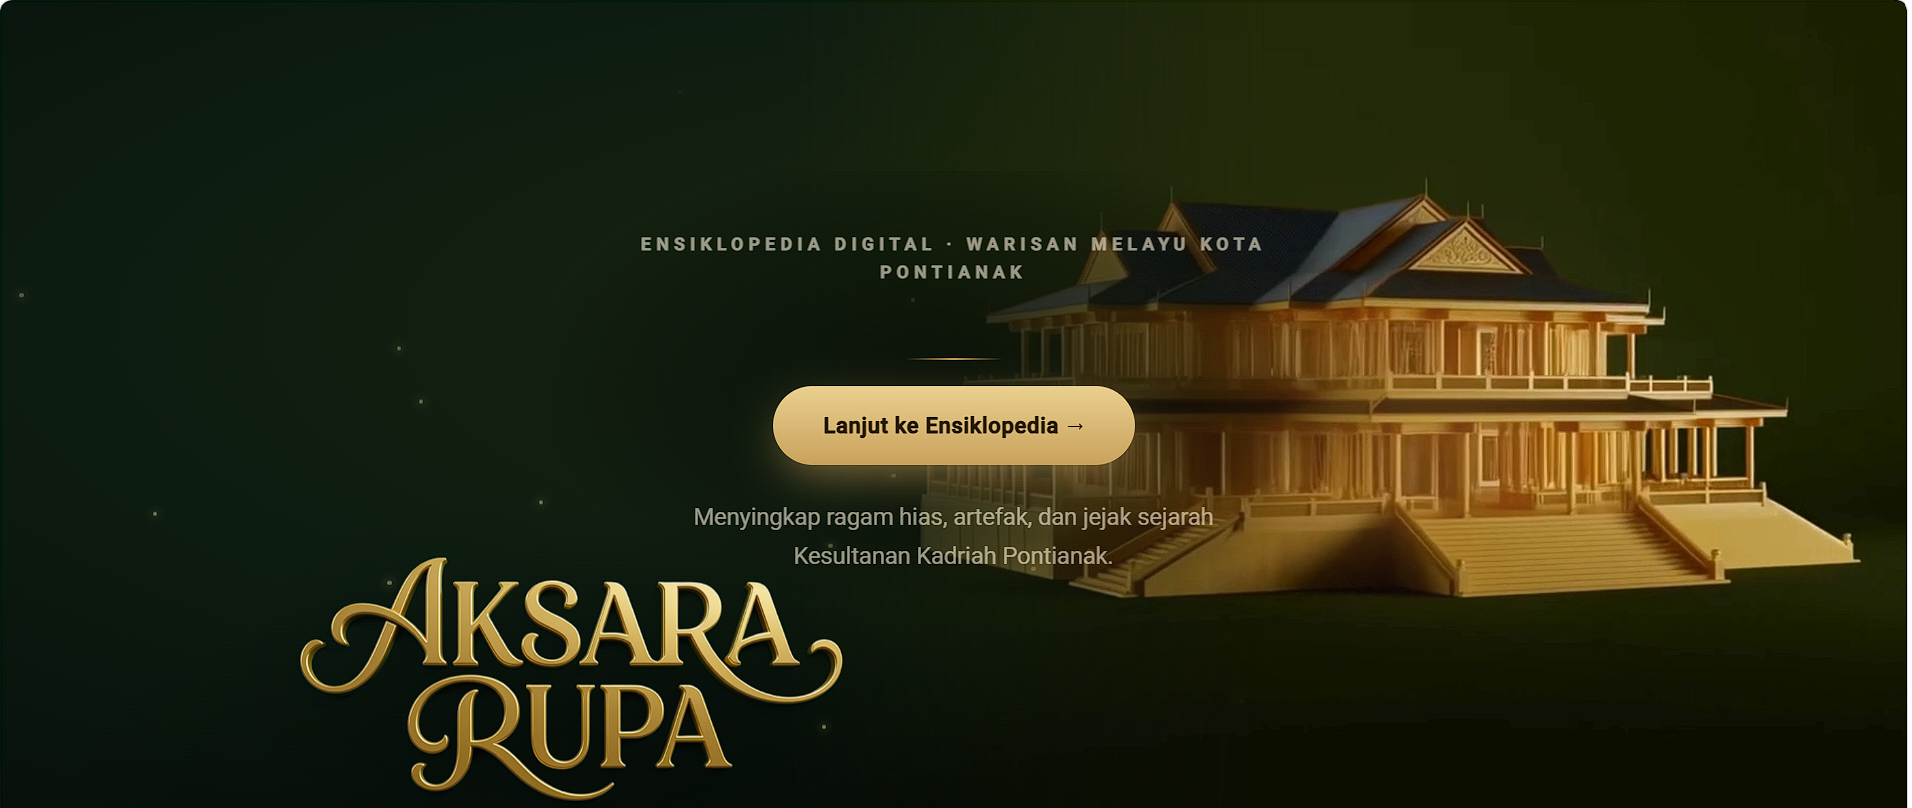 ENSIKLOPEDIA DIGITAL · WARISAN MELAYU KOTA
PONTIANAK
Lanjut ke Ensiklopedia →
Menyingkap ragam hias, artefak, dan jejak sejarah
Kesultanan Kadriah Pontianak.
AKSARA
RUPA